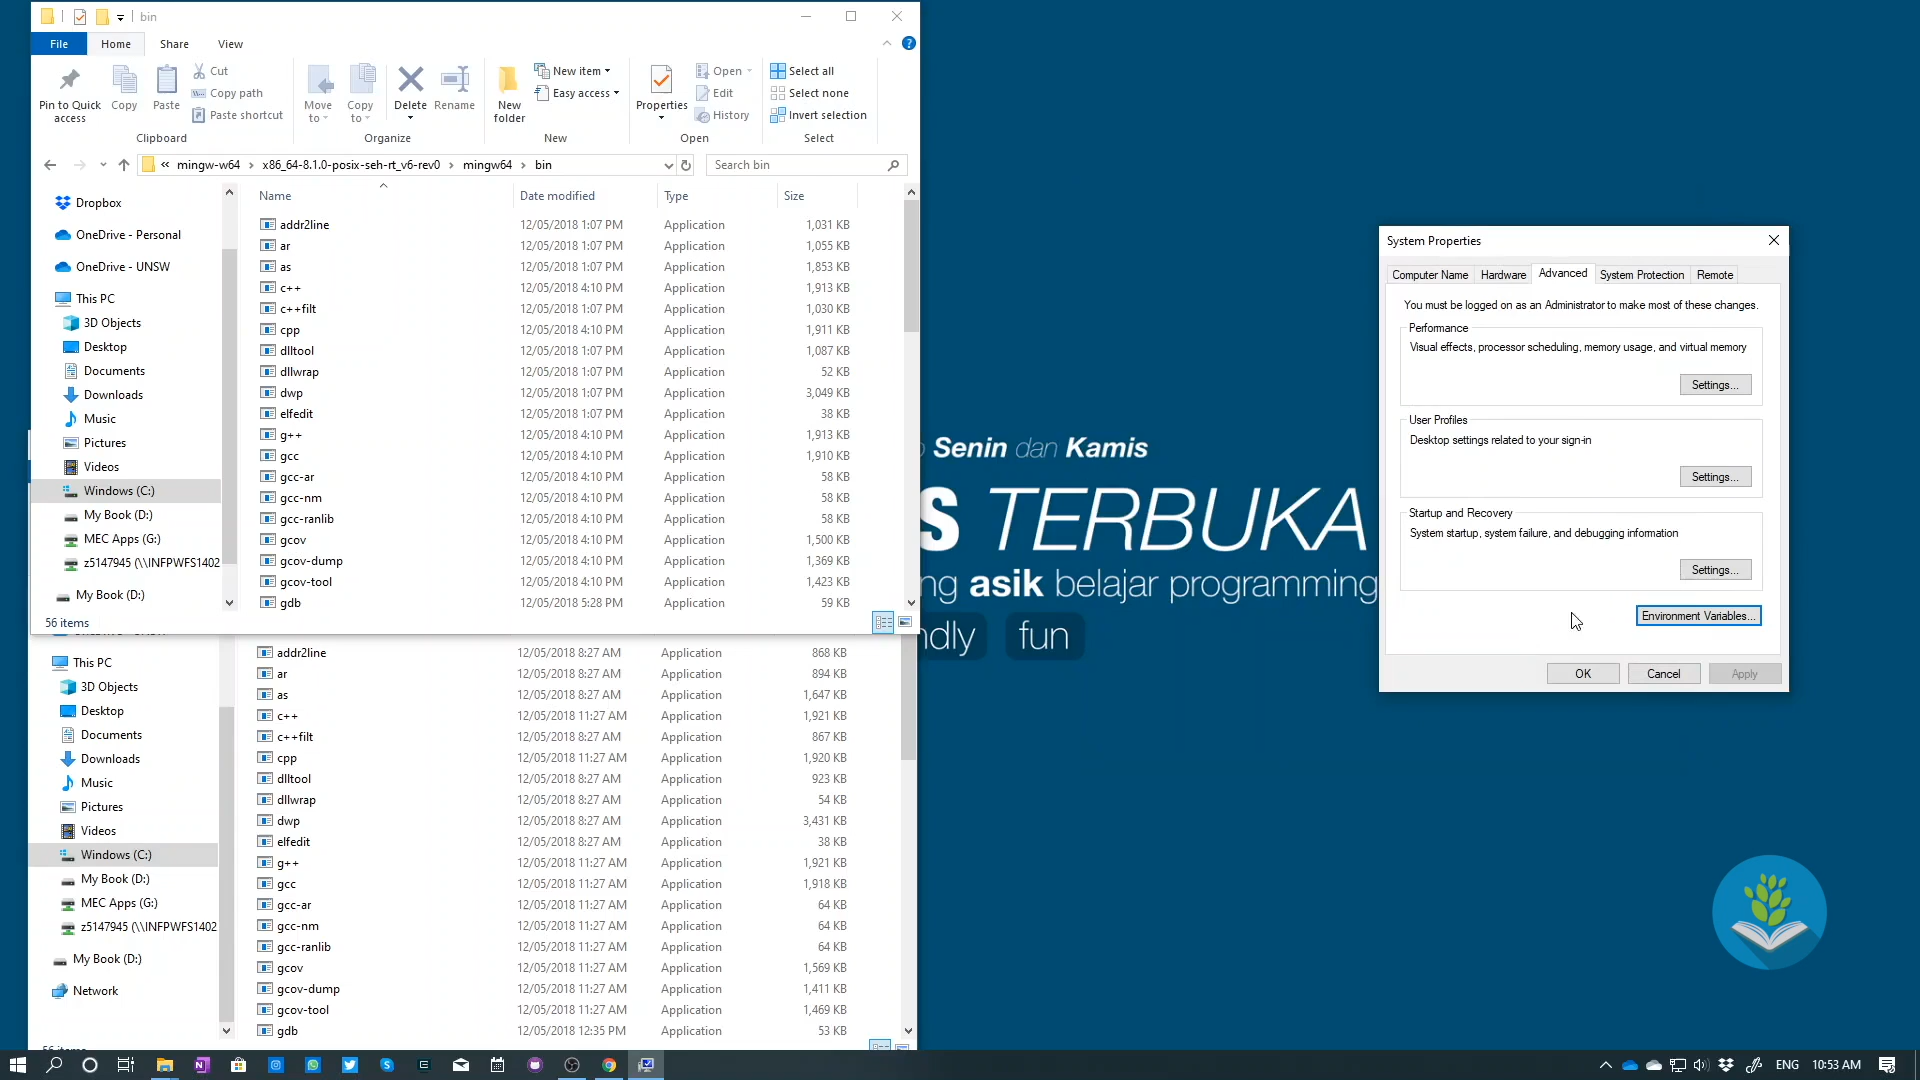 bin
File Home Share View
Pin to Quick access
Copy
Paste
Cut
Copy path
Paste shortcut
Clipboard
Move to
Copy to
Delete
Rename
Organize
New folder
New item
Easy access
New
Properties
Open
Edit
History
Open
Select all
Select none
Invert selection
Select
« mingw-w64 › x86_64-8.1.0-posix-seh-rt_v6-rev0 › mingw64 › bin
Search bin
Dropbox
OneDrive - Personal
OneDrive - UNSW
This PC
3D Objects
Desktop
Documents
Downloads
Music
Pictures
Videos
Windows (C:)
My Book (D:)
MEC Apps (G:)
z5147945 (\\INFPWFS1402
My Book (D:)
Name Date modified Type Size
addr2line 12/05/2018 1:07 PM Application 1,031 KB
ar 12/05/2018 1:07 PM Application 1,055 KB
as 12/05/2018 1:07 PM Application 1,853 KB
c++ 12/05/2018 4:10 PM Application 1,913 KB
c++filt 12/05/2018 1:07 PM Application 1,030 KB
cpp 12/05/2018 4:10 PM Application 1,911 KB
dlltool 12/05/2018 1:07 PM Application 1,087 KB
dllwrap 12/05/2018 1:07 PM Application 52 KB
dwp 12/05/2018 1:07 PM Application 3,049 KB
elfedit 12/05/2018 1:07 PM Application 38 KB
g++ 12/05/2018 4:10 PM Application 1,913 KB
gcc 12/05/2018 4:10 PM Application 1,910 KB
gcc-ar 12/05/2018 4:10 PM Application 58 KB
gcc-nm 12/05/2018 4:10 PM Application 58 KB
gcc-ranlib 12/05/2018 4:10 PM Application 58 KB
gcov 12/05/2018 4:10 PM Application 1,500 KB
gcov-dump 12/05/2018 4:10 PM Application 1,369 KB
gcov-tool 12/05/2018 4:10 PM Application 1,423 KB
gdb 12/05/2018 5:28 PM Application 59 KB
56 items
This PC
3D Objects
Desktop
Documents
Downloads
Music
Pictures
Videos
Windows (C:)
My Book (D:)
MEC Apps (G:)
z5147945 (\\INFPWFS1402
My Book (D:)
Network
addr2line 12/05/2018 8:27 AM Application 868 KB
ar 12/05/2018 8:27 AM Application 894 KB
as 12/05/2018 8:27 AM Application 1,647 KB
c++ 12/05/2018 11:27 AM Application 1,921 KB
c++filt 12/05/2018 8:27 AM Application 867 KB
cpp 12/05/2018 11:27 AM Application 1,920 KB
dlltool 12/05/2018 8:27 AM Application 923 KB
dllwrap 12/05/2018 8:27 AM Application 54 KB
dwp 12/05/2018 8:27 AM Application 3,431 KB
elfedit 12/05/2018 8:27 AM Application 38 KB
g++ 12/05/2018 11:27 AM Application 1,921 KB
gcc 12/05/2018 11:27 AM Application 1,918 KB
gcc-ar 12/05/2018 11:27 AM Application 64 KB
gcc-nm 12/05/2018 11:27 AM Application 64 KB
gcc-ranlib 12/05/2018 11:27 AM Application 64 KB
gcov 12/05/2018 11:27 AM Application 1,569 KB
gcov-dump 12/05/2018 11:27 AM Application 1,411 KB
gcov-tool 12/05/2018 11:27 AM Application 1,469 KB
gdb 12/05/2018 12:35 PM Application 53 KB
Senin dan Kamis
S TERBUKA
ng asik belajar programming
ndly fun
System Properties
Computer Name Hardware Advanced System Protection Remote
You must be logged on as an Administrator to make most of these changes.
Performance
Visual effects, processor scheduling, memory usage, and virtual memory
Settings...
User Profiles
Desktop settings related to your sign-in
Settings...
Startup and Recovery
System startup, system failure, and debugging information
Settings...
Environment Variables...
OK Cancel Apply
ENG 10:53 AM